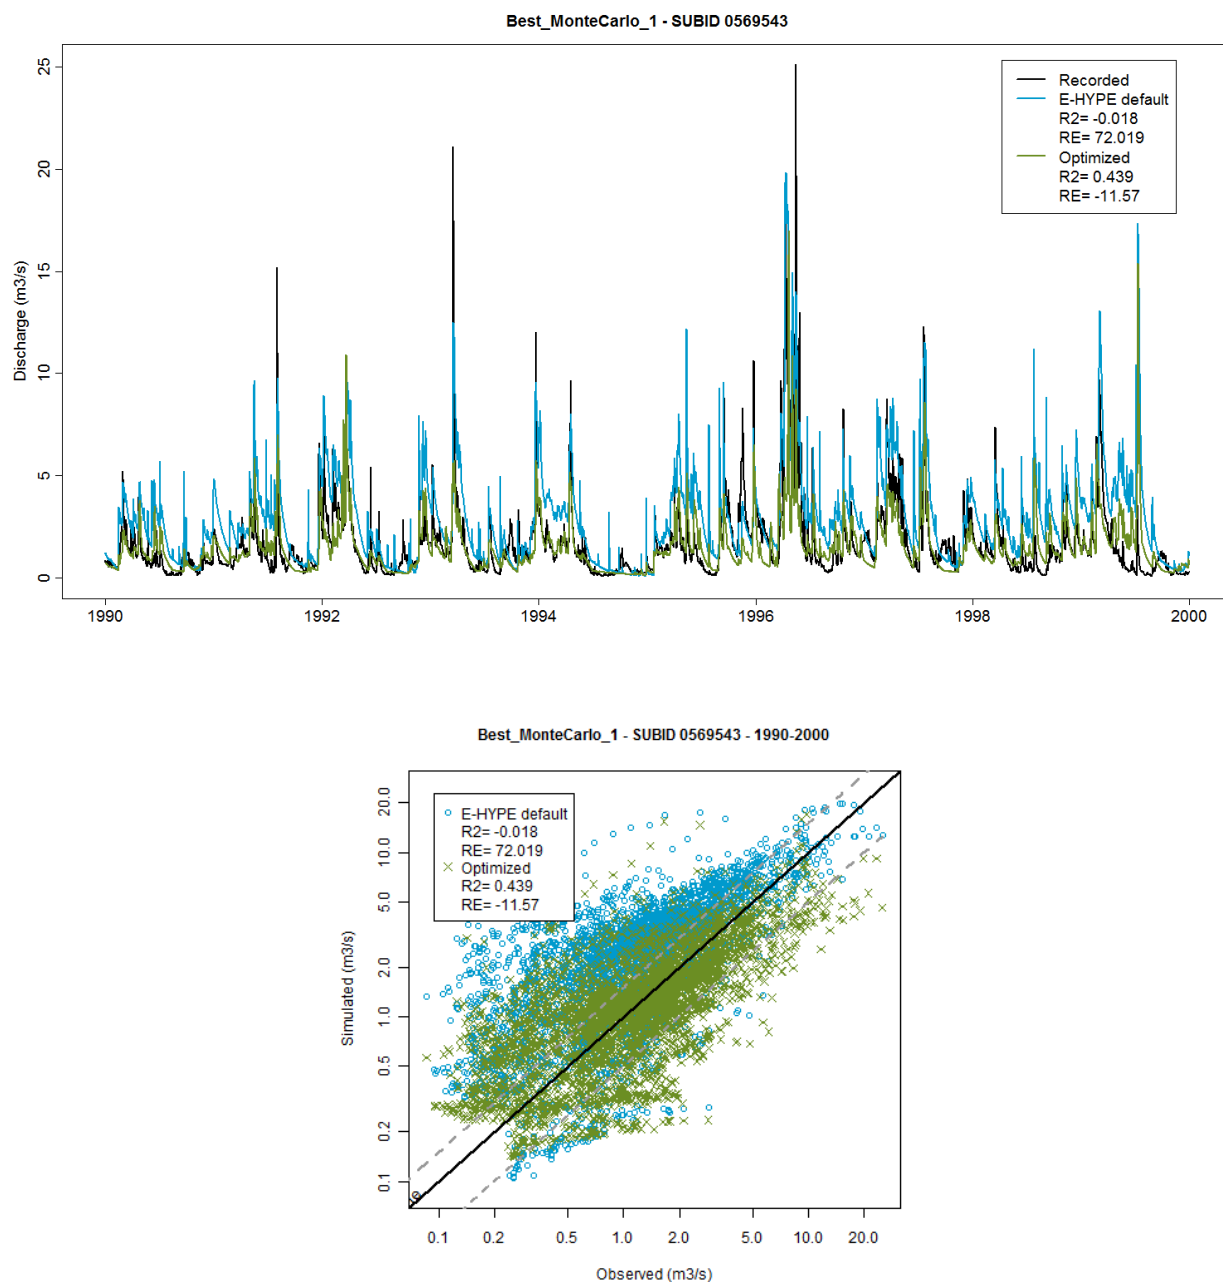 Best_MonteCarlo_1 - SUBID 0569543
Discharge (m3/s)
25
20
15
10
5
0
Recorded
E-HYPE default
R2= -0.018
RE= 72.019
Optimized
R2= 0.439
RE= -11.57
1990 1992 1994 1996 1998 2000
Best_MonteCarlo_1 - SUBID 0569543 - 1990-2000
Simulated (m3/s)
20.0
10.0
5.0
2.0
1.0
0.5
0.2
0.1
E-HYPE default
R2= -0.018
RE= 72.019
Optimized
R2= 0.439
RE= -11.57
0.1 0.2 0.5 1.0 2.0 5.0 10.0 20.0
Observed (m3/s)